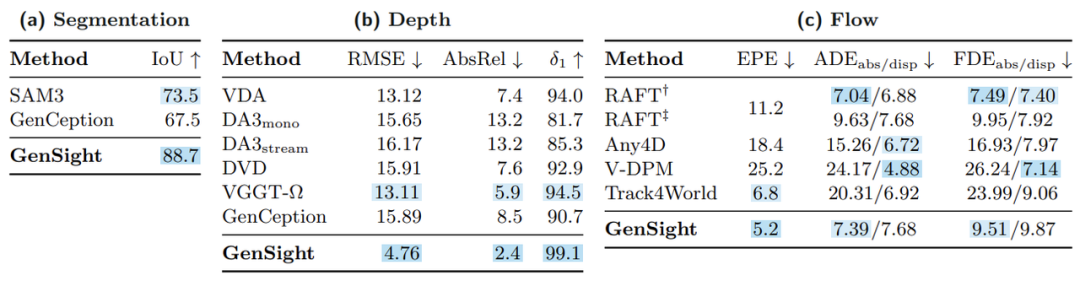 (a) Segmentation
Method IoU ↑
SAM3 73.5
GenCeption 67.5
GenSight 88.7
(b) Depth
Method RMSE ↓ AbsRel ↓ δ₁ ↑
VDA 13.12 7.4 94.0
DA3mono 15.65 13.2 81.7
DA3stream 16.17 13.2 85.3
DVD 15.91 7.6 92.9
VGGT-Ω 13.11 5.9 94.5
GenCeption 15.89 8.5 90.7
GenSight 4.76 2.4 99.1
(c) Flow
Method EPE ↓ ADEabs/disp ↓ FDEabs/disp ↓
RAFT† 11.2 7.04/6.88 7.49/7.40
RAFT‡ 9.63/7.68 9.95/7.92
Any4D 18.4 15.26/6.72 16.93/7.97
V-DPM 25.2 24.17/4.88 26.24/7.14
Track4World 6.8 20.31/6.92 23.99/9.06
GenSight 5.2 7.39/7.68 9.51/9.87